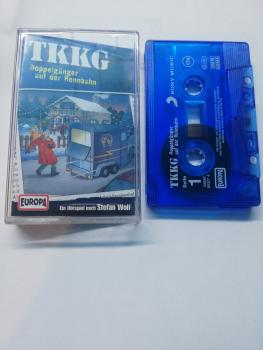 TKKG
Doppelgänger
auf der Rennbahn
EUROPA
Ein Hörspiel nach Stefan Wolf
SONY MUSIC
TKKG
Doppelgänger
auf der Rennbahn
Seite
1
EUROPA